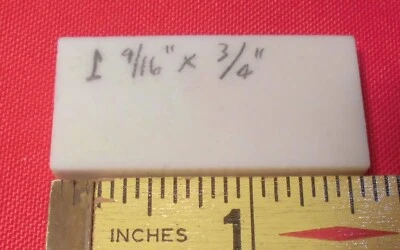 1 9/16" x 3/4"
INCHES 1